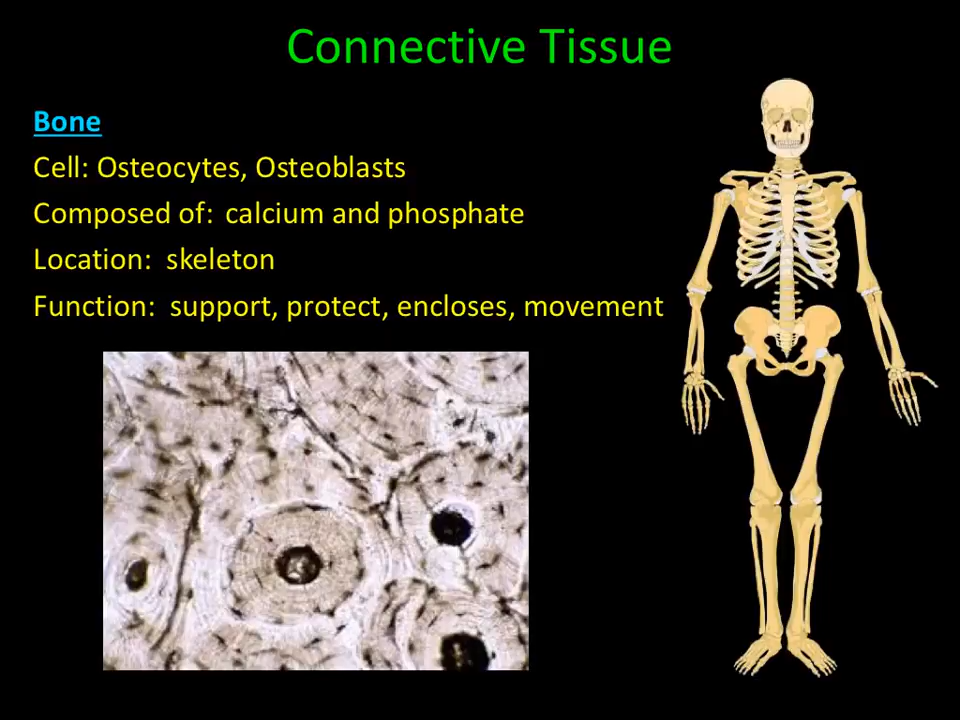 Connective Tissue
Bone
Cell: Osteocytes, Osteoblasts
Composed of: calcium and phosphate
Location: skeleton
Function: support, protect, encloses, movement